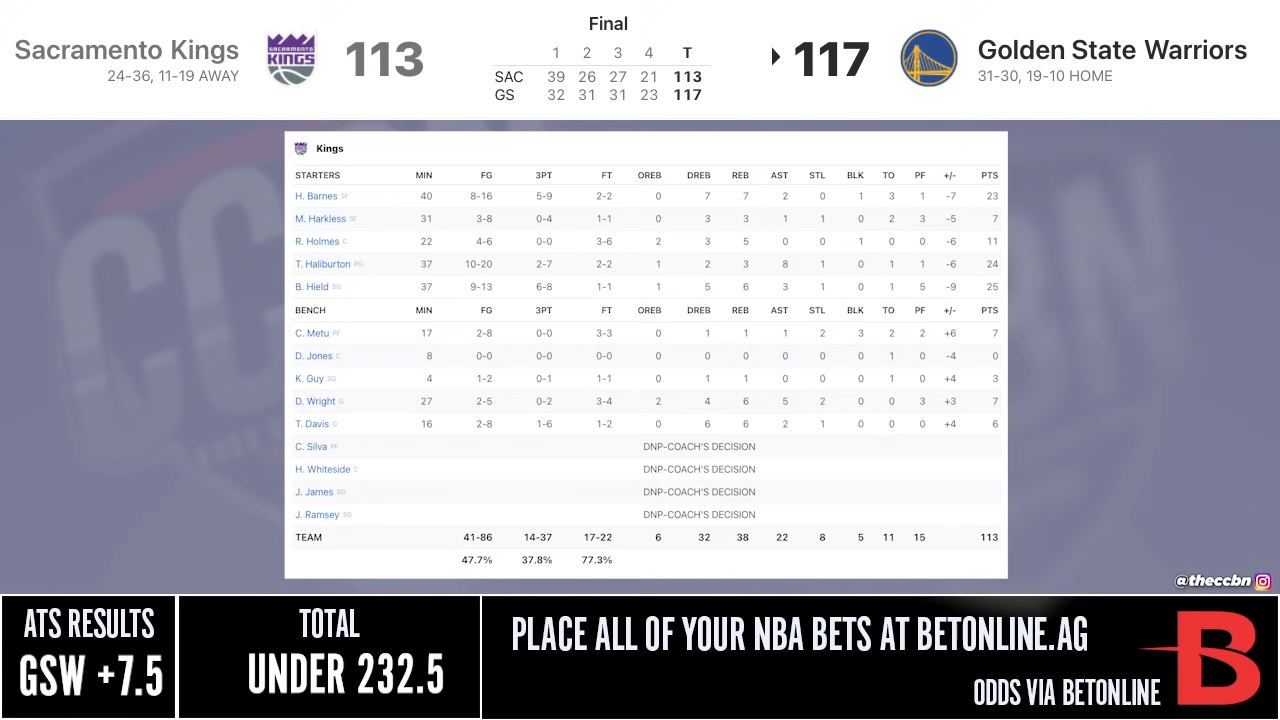 Final
Sacramento Kings
24-36, 11-19 AWAY
SACRAMENTO KINGS
113
1 2 3 4 T
SAC 39 26 27 21 113
GS 32 31 31 23 117
117
Golden State Warriors
31-30, 19-10 HOME
Kings
STARTERS MIN FG 3PT FT OREB DREB REB AST STL BLK TO PF +/- PTS
H. Barnes SF 40 8-16 5-9 2-2 0 7 7 2 0 1 3 1 -7 23
M. Harkless SF 31 3-8 0-4 1-1 0 3 3 1 1 0 2 3 -5 7
R. Holmes C 22 4-6 0-0 3-6 2 3 5 0 0 1 0 0 -6 11
T. Haliburton PG 37 10-20 2-7 2-2 1 2 3 8 1 0 1 1 -6 24
B. Hield SG 37 9-13 6-8 1-1 1 5 6 3 1 0 1 5 -9 25
BENCH MIN FG 3PT FT OREB DREB REB AST STL BLK TO PF +/- PTS
C. Metu PF 17 2-8 0-0 3-3 0 1 1 1 2 3 2 2 +6 7
D. Jones C 8 0-0 0-0 0-0 0 0 0 0 0 0 1 0 -4 0
K. Guy SG 4 1-2 0-1 1-1 0 1 1 0 0 0 1 0 +4 3
D. Wright G 27 2-5 0-2 3-4 2 4 6 5 2 0 0 3 +3 7
T. Davis G 16 2-8 1-6 1-2 0 6 6 2 1 0 0 0 +4 6
C. Silva PF DNP-COACH'S DECISION
H. Whiteside C DNP-COACH'S DECISION
J. James SG DNP-COACH'S DECISION
J. Ramsey SG DNP-COACH'S DECISION
TEAM 41-86 14-37 17-22 6 32 38 22 8 5 11 15 113
47.7% 37.8% 77.3%
@theccbn
ATS RESULTS
GSW +7.5
TOTAL
UNDER 232.5
PLACE ALL OF YOUR NBA BETS AT BETONLINE.AG
ODDS VIA BETONLINE
B